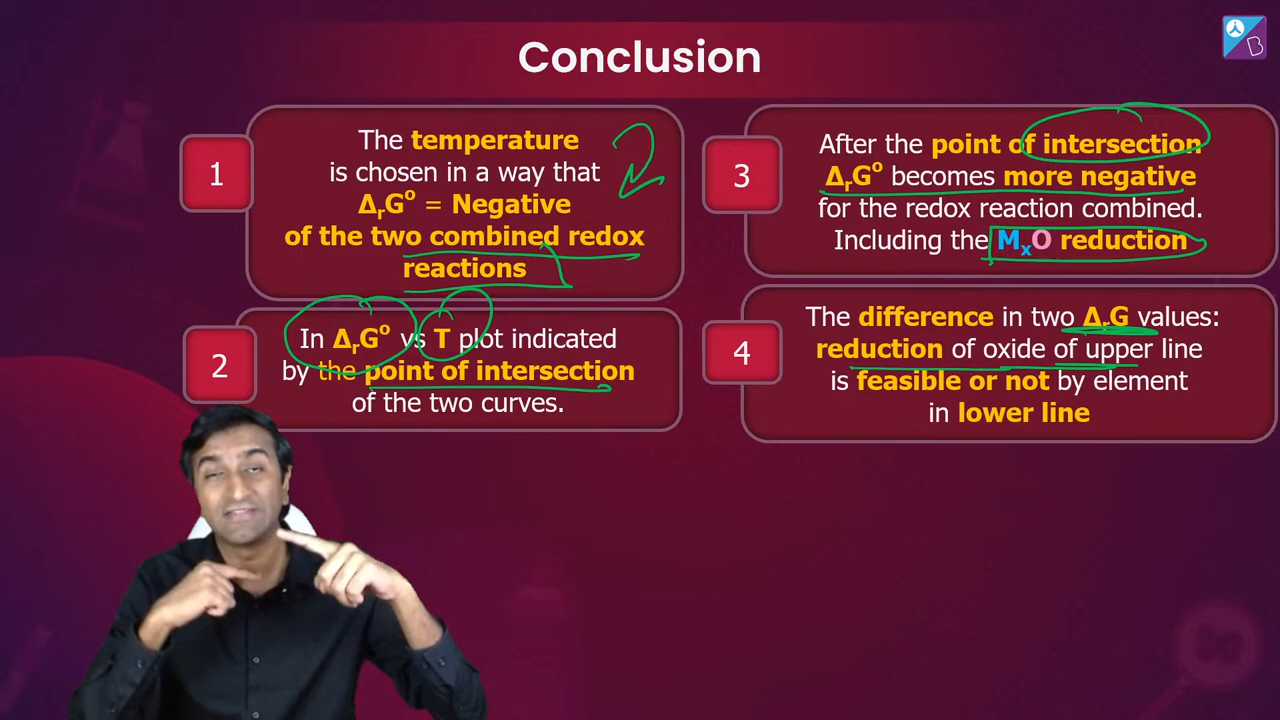 Conclusion
1
The temperature
is chosen in a way that
ΔrG° = Negative
of the two combined redox
reactions
2
In ΔrG° vs T plot indicated
by the point of intersection
of the two curves.
3
After the point of intersection
ΔrG° becomes more negative
for the redox reaction combined.
Including the MxO reduction
4
The difference in two ΔrG values:
reduction of oxide of upper line
is feasible or not by element
in lower line
B